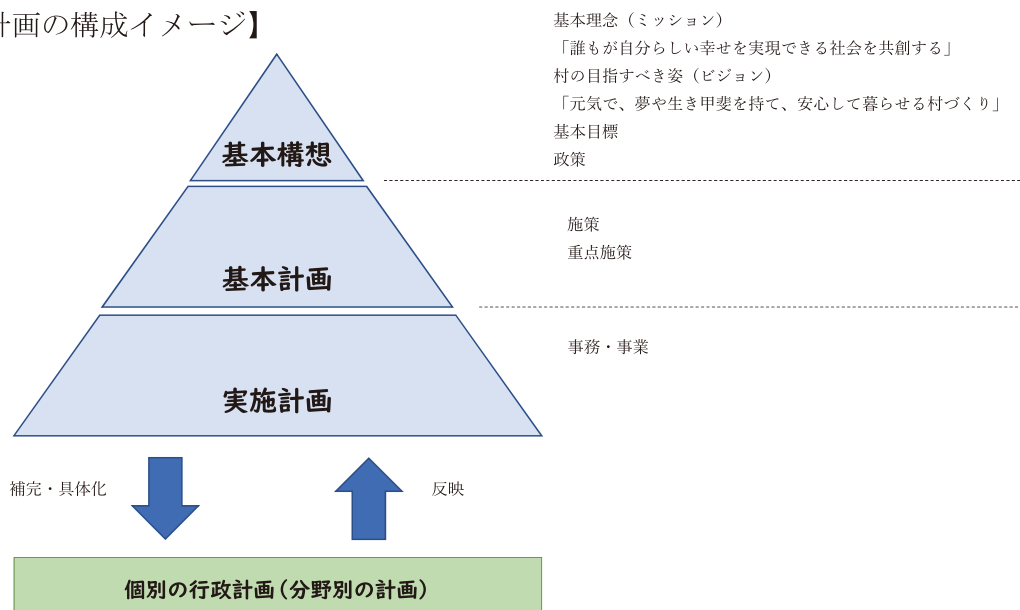 計画の構成イメージ】
基本理念（ミッション）
「誰もが自分らしい幸せを実現できる社会を共創する」
村の目指すべき姿（ビジョン）
「元気で、夢や生き甲斐を持て、安心して暮らせる村づくり」
基本目標
政策
基本構想
施策
重点施策
基本計画
事務・事業
実施計画
補完・具体化
反映
個別の行政計画（分野別の計画）